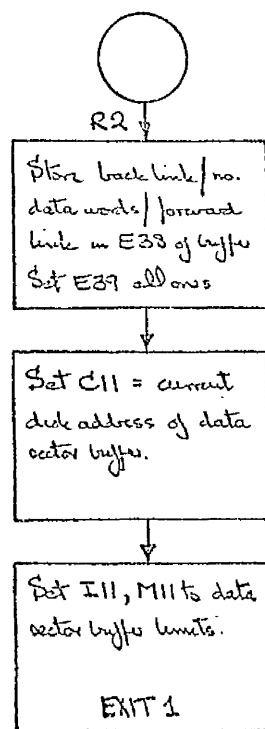 R2
Store back link/no.
data words/forward
link in E38 of buffer
Set E39 all ones
Set C11 = current
disk address of data
sector buffer.
Set I11, M11 to data
sector buffer limits.
EXIT 1